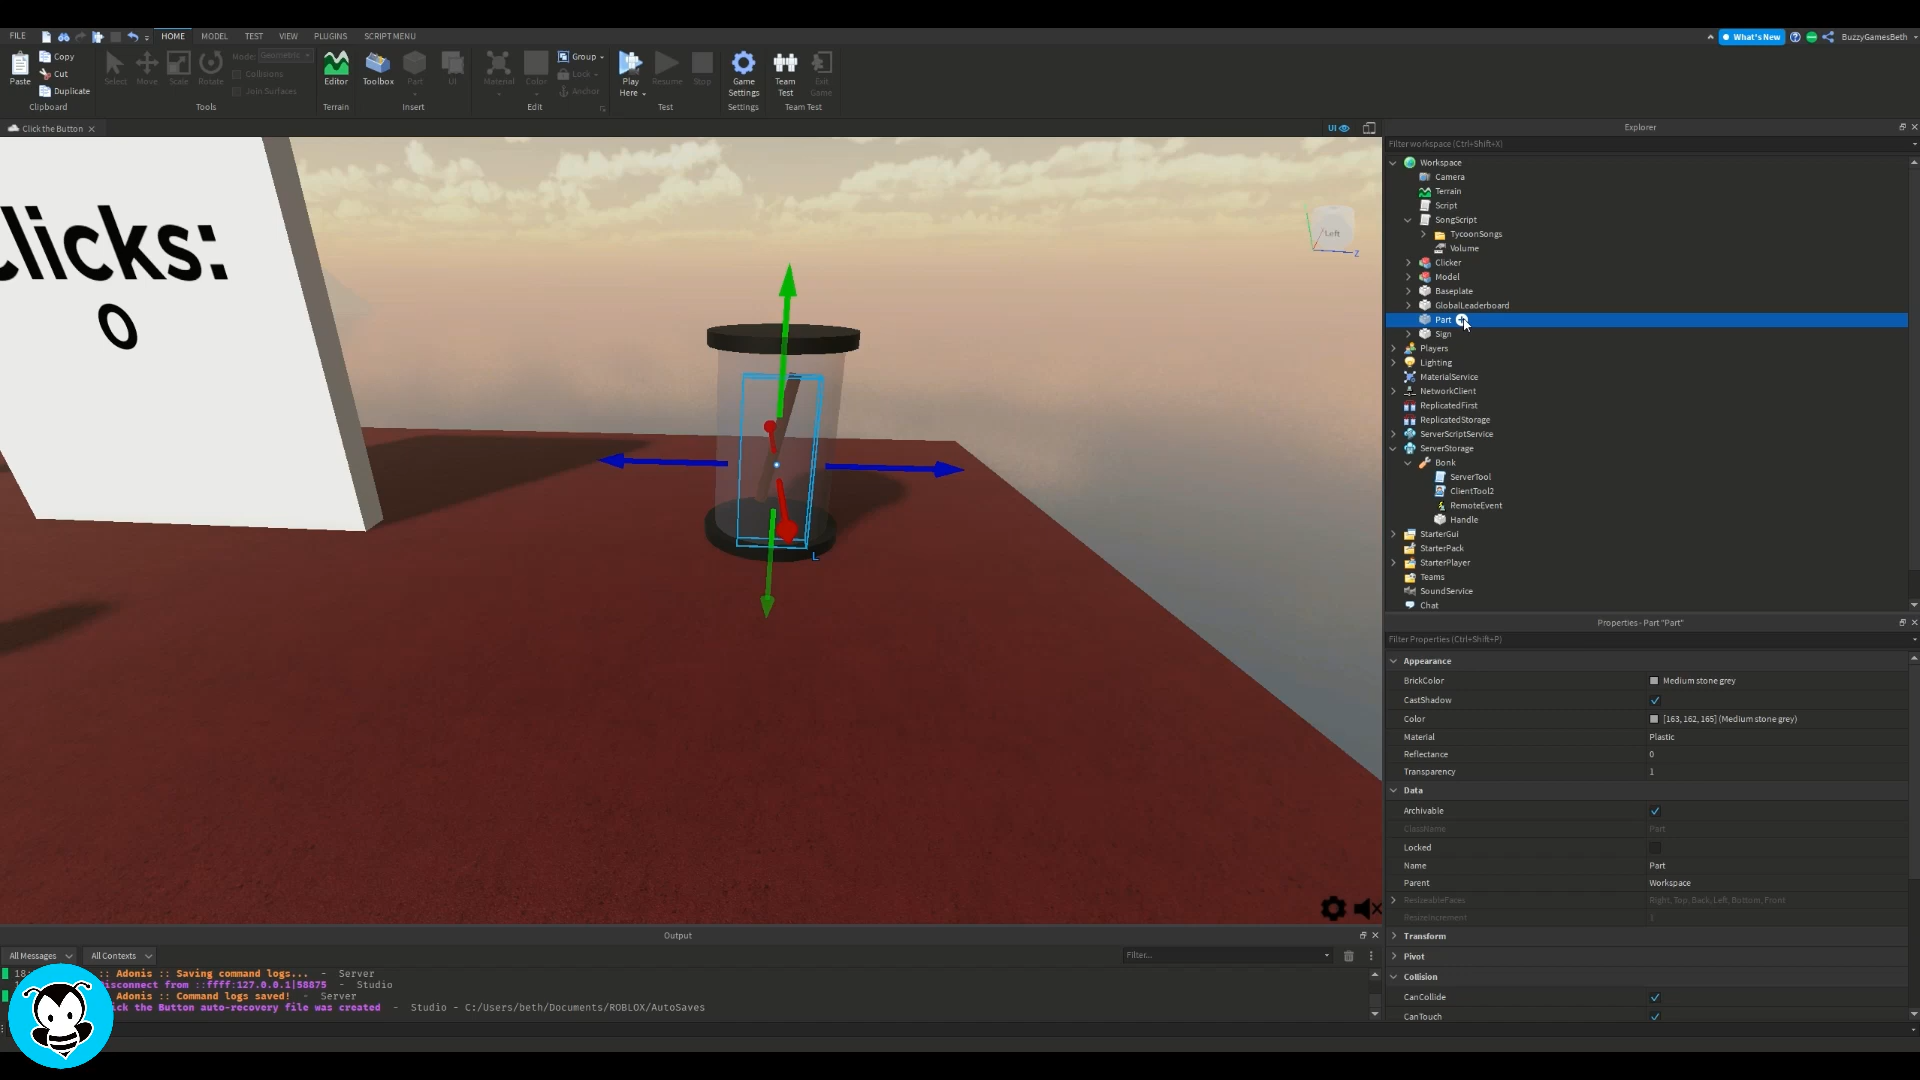 FILE HOME MODEL TEST VIEW PLUGINS SCRIPT MENU What's New BuzzyGamesBeth
Paste Copy Cut Duplicate Clipboard
Select Move Scale Rotate Mode: Geometric Collisions Join Surfaces Tools
Editor Terrain
Toolbox Part UI Insert
Material Color Group Lock Anchor Edit
Play Here Resume Stop Test
Game Settings Settings
Team Test Exit Game Team Test
Click the Button
UI
Clicks:
0
Left
Z
L
Explorer
Filter workspace (Ctrl+Shift+X)
Workspace
Camera
Terrain
Script
SongScript
TycoonSongs
Volume
Clicker
Model
Baseplate
GlobalLeaderboard
Part
Sign
Players
Lighting
MaterialService
NetworkClient
ReplicatedFirst
ReplicatedStorage
ServerScriptService
ServerStorage
Bonk
ServerTool
ClientTool2
RemoteEvent
Handle
StarterGui
StarterPack
StarterPlayer
Teams
SoundService
Chat
Properties - Part "Part"
Filter Properties (Ctrl+Shift+P)
Appearance
BrickColor Medium stone grey
CastShadow
Color [163, 162, 165] (Medium stone grey)
Material Plastic
Reflectance 0
Transparency 1
Data
Archivable
ClassName Part
Locked
Name Part
Parent Workspace
ResizeableFaces Right, Top, Back, Left, Bottom, Front
ResizeIncrement 1
Transform
Pivot
Collision
CanCollide
CanTouch
Output
All Messages All Contexts Filter...
18: :: Adonis :: Saving command logs... - Server
isconnect from ::ffff:127.0.0.1|58875 - Studio
Adonis :: Command logs saved! - Server
ick the Button auto-recovery file was created - Studio - C:/Users/beth/Documents/ROBLOX/AutoSaves